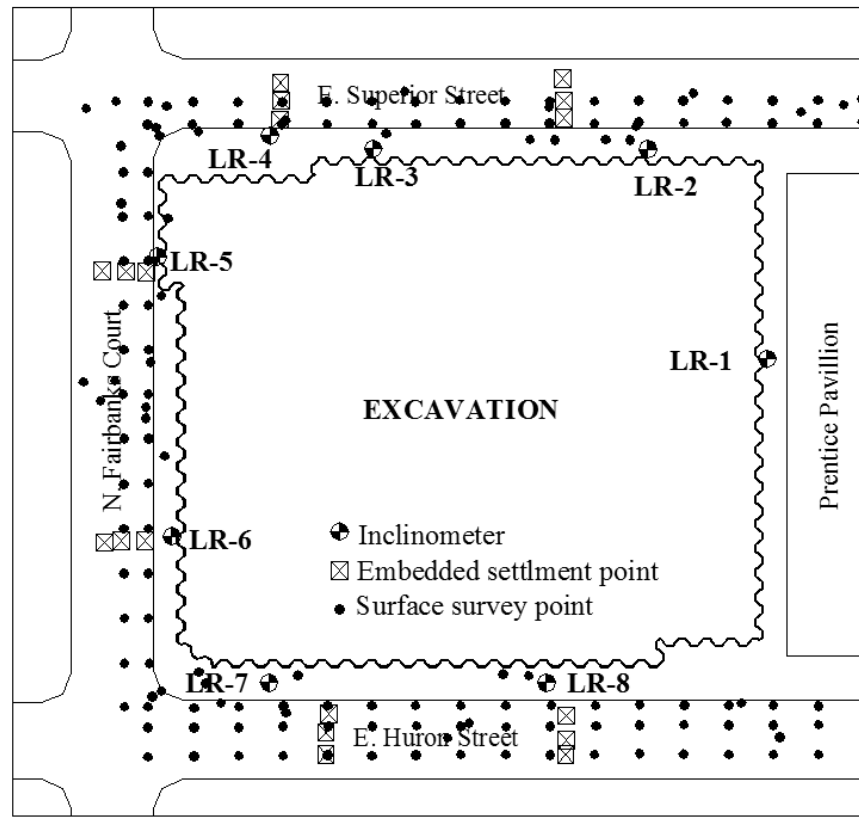 E. Superior Street
LR-4
LR-3
LR-2
LR-5
LR-1
N. Fairbanks Court
EXCAVATION
Prentice Pavillion
Inclinometer
LR-6
Embedded settlment point
Surface survey point
LR-7
LR-8
E. Huron Street